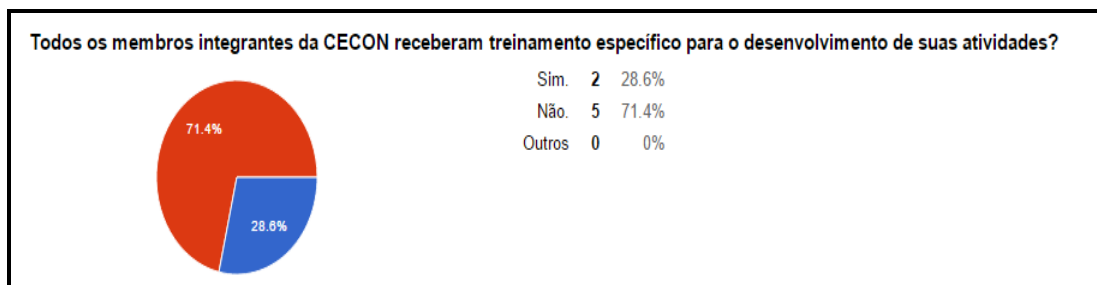 Todos os membros integrantes da CECON receberam treinamento específico para o desenvolvimento de suas atividades?
Sim. 2 28.6%
Não. 5 71.4%
Outros 0 0%
71.4%
28.6%